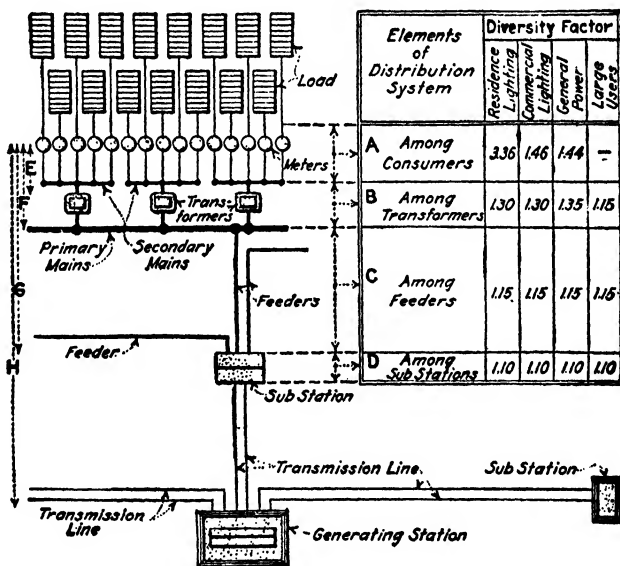 Load
Meters
Transformers
Primary Mains
Secondary Mains
Feeders
Feeder
Sub Station
Transmission Line
Sub Station
Transmission Line
Generating Station
E
F
G
H
Elements of Distribution System
Diversity Factor
Residence Lighting
Commercial Lighting
General Power
Large Users
A Among Consumers 3.36 1.46 1.44 —
B Among Transformers 1.30 1.30 1.35 1.15
C Among Feeders 1.15 1.15 1.15 1.15
D Among Sub Stations 1.10 1.10 1.10 1.10